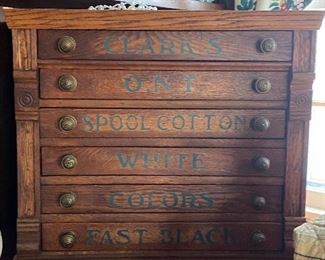 CLARK'S
O.N.T.
SPOOL COTTON
WHITE
COLORS
FAST BLACK